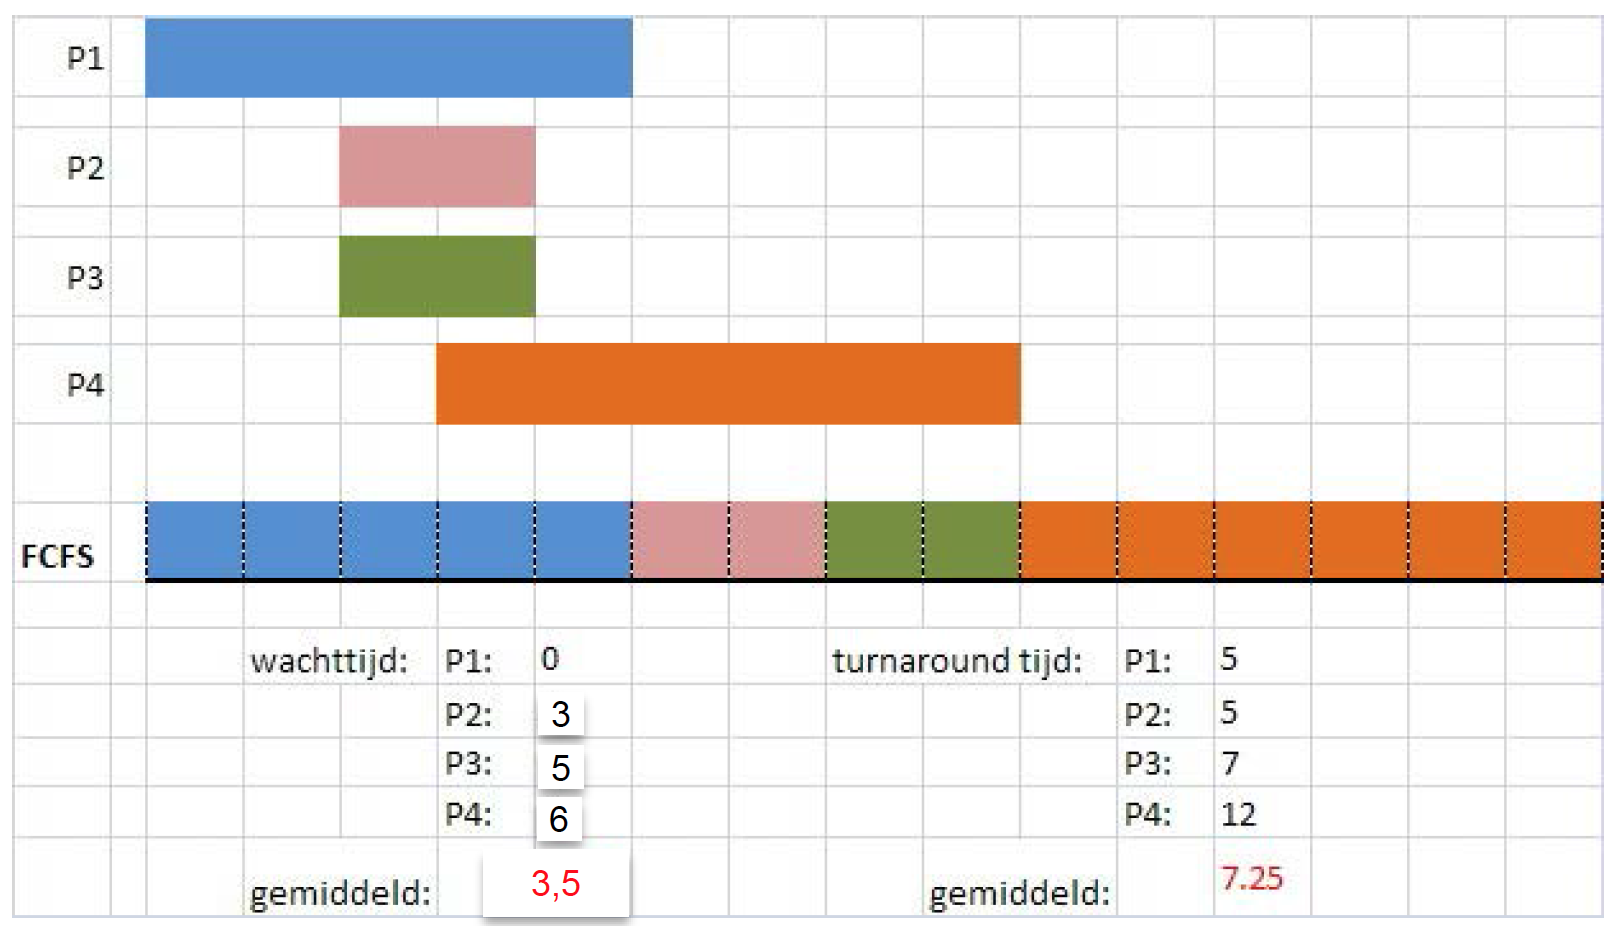 P1
P2
P3
P4
FCFS
wachttijd: P1: 0 turnaround tijd: P1: 5
P2: 3 P2: 5
P3: 5 P3: 7
P4: 6 P4: 12
gemiddeld: 3,5 gemiddeld: 7.25